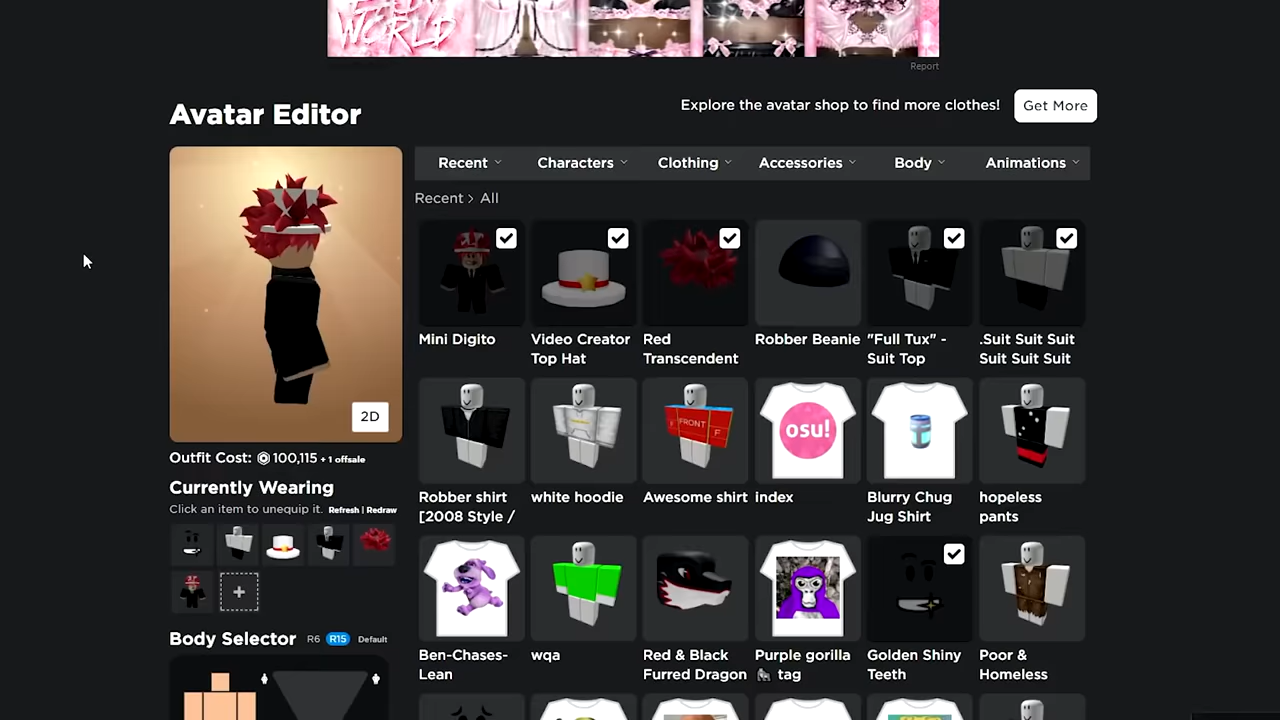 WORLD
Report
Avatar Editor
Explore the avatar shop to find more clothes!
Get More
Recent
Characters
Clothing
Accessories
Body
Animations
Recent > All
Mini Digito
Video Creator
Top Hat
Red
Transcendent
Robber Beanie
"Full Tux" -
Suit Top
.Suit Suit Suit
Suit Suit Suit
2D
Outfit Cost: 100,115 + 1 offsale
Currently Wearing
Click an item to unequip it. Refresh | Redraw
FRONT
F
osu!
Robber shirt
[2008 Style /
white hoodie
Awesome shirt
index
Blurry Chug
Jug Shirt
hopeless
pants
Body Selector
R6
R15
Default
Ben-Chases-
Lean
wqa
Red & Black
Furred Dragon
Purple gorilla
🦍 tag
Golden Shiny
Teeth
Poor &
Homeless